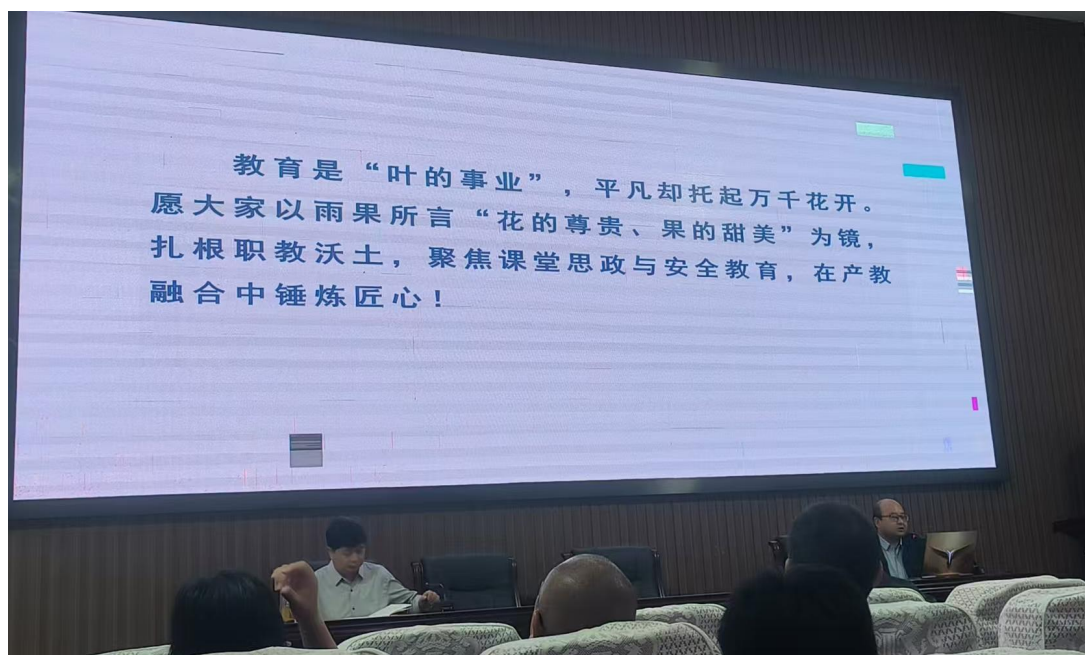 教育是“叶的事业”，平凡却托起万千花开。
愿大家以雨果所言“花的尊贵、果的甜美”为镜，
扎根职教沃土，聚焦课堂思政与安全教育，在产教
融合中锤炼匠心！